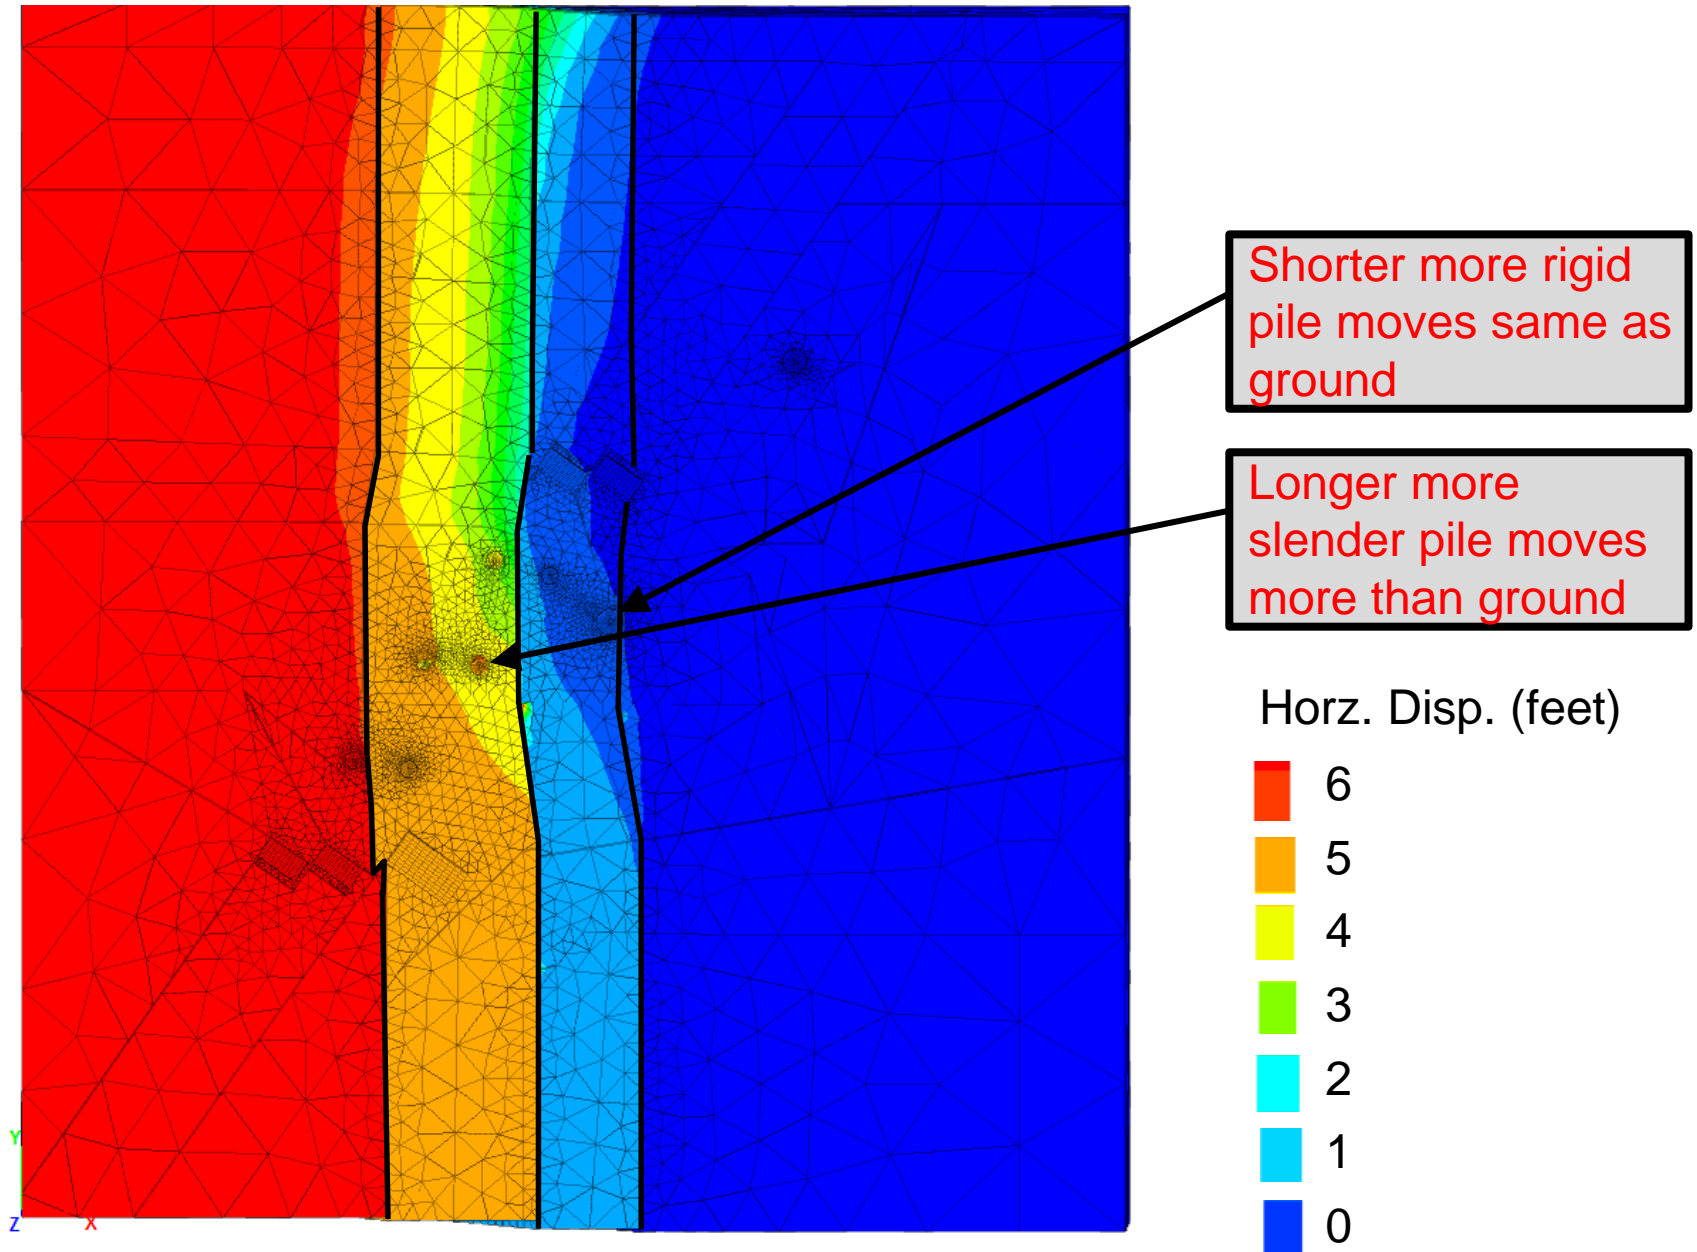 Shorter more rigid
pile moves same as
ground
Longer more
slender pile moves
more than ground
Horz. Disp. (feet)
6
5
4
3
2
1
0
Y
Z X